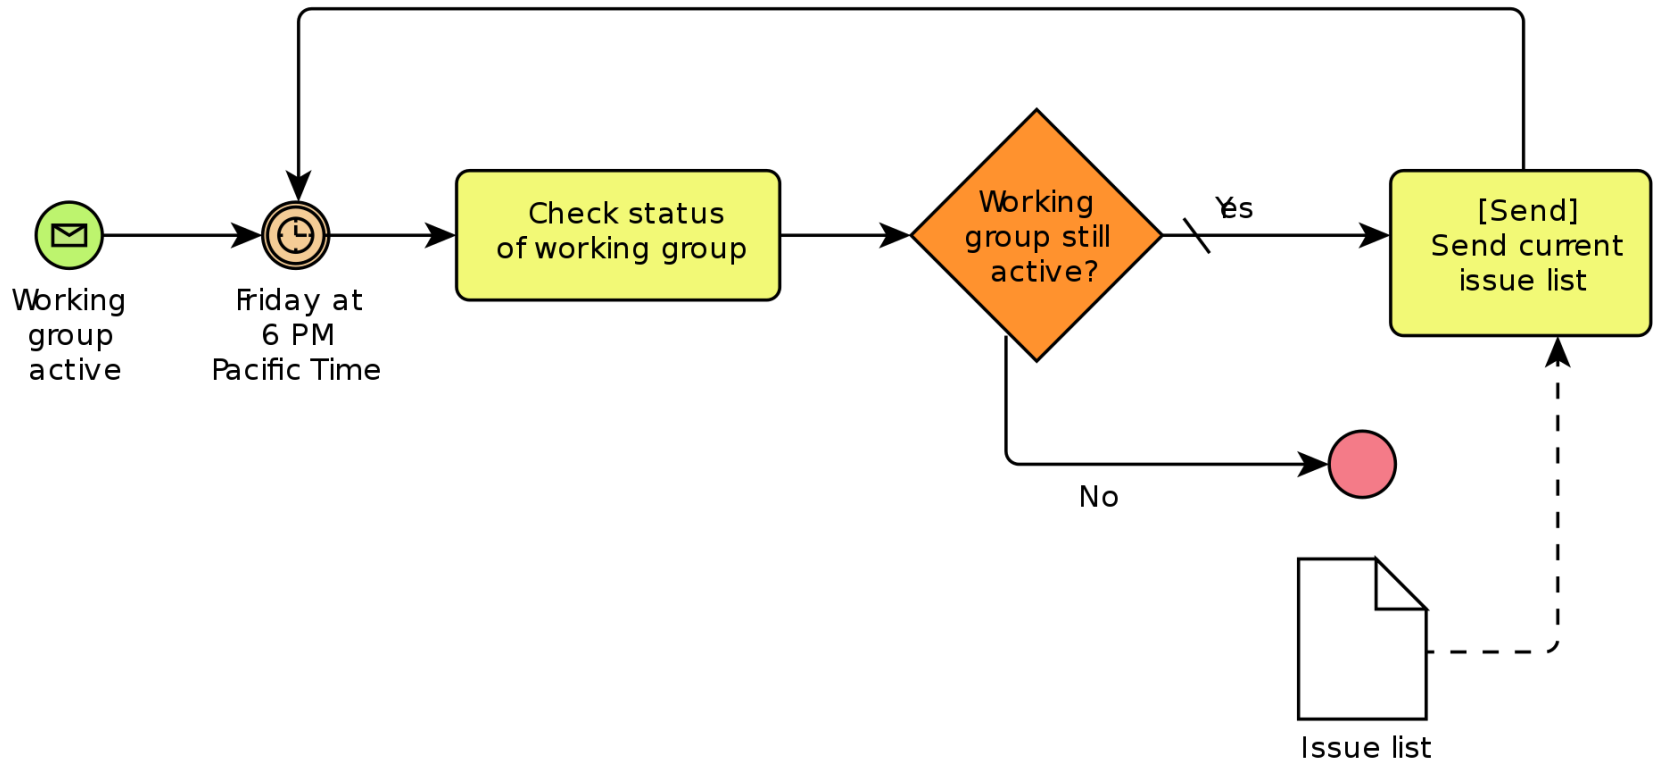 Working
group
active
Friday at
6 PM
Pacific Time
Check status
of working group
Working
group still
active?
Yes
[Send]
Send current
issue list
No
Issue list